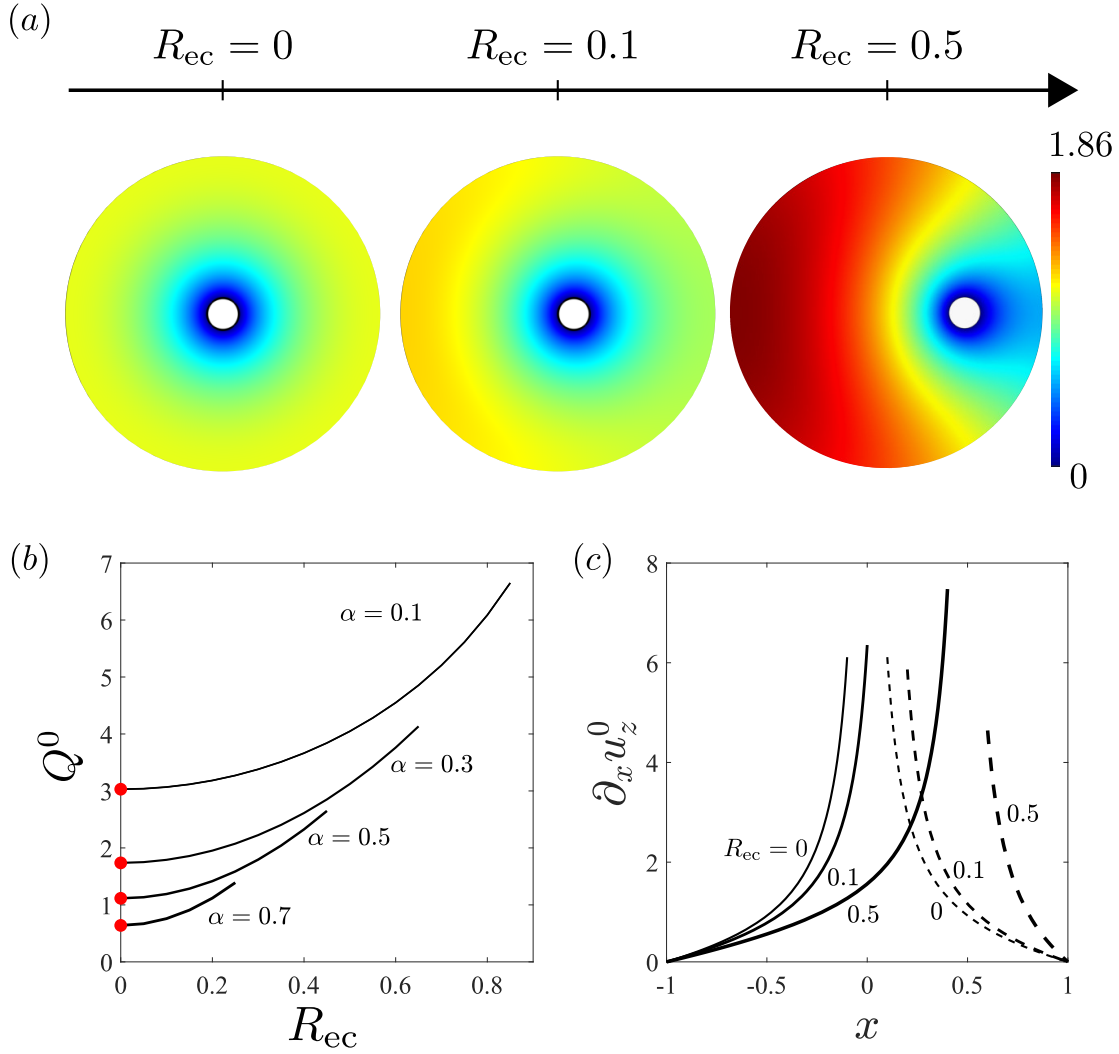 (a)
R_ec = 0 R_ec = 0.1 R_ec = 0.5
1.86
0
(b)
7
6
5
4
3
2
1
0
Q^0
α = 0.1
α = 0.3
α = 0.5
α = 0.7
0 0.2 0.4 0.6 0.8
R_ec
(c)
8
6
4
2
0
∂_x u_z^0
R_ec = 0
0.1
0.5
0
0.1
0.5
-1 -0.5 0 0.5 1
x